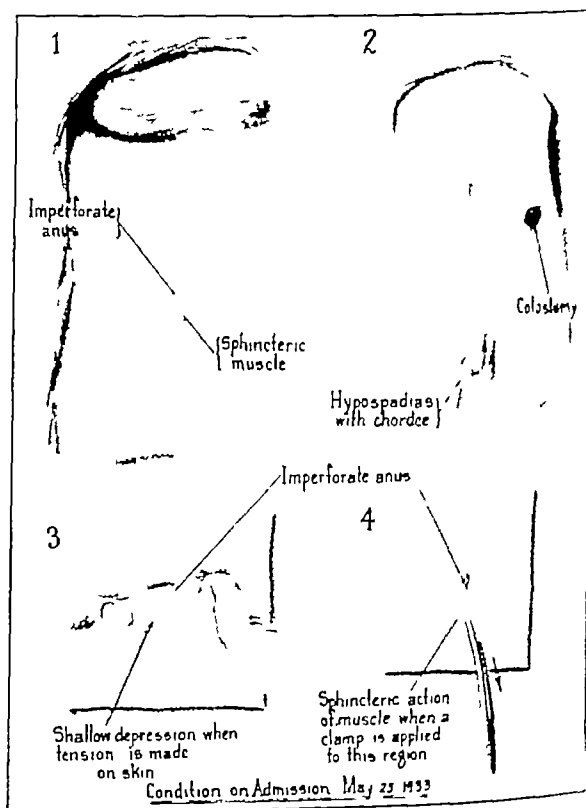 1
2
Imperforate
anus
Colostomy
Sphincteric
muscle
Hypospadias
with chordee
Imperforate anus
3
4
Shallow depression when
tension is made
on skin
Sphincteric action
of muscle when a
clamp is applied
to this region
Condition on Admission May 23 1933